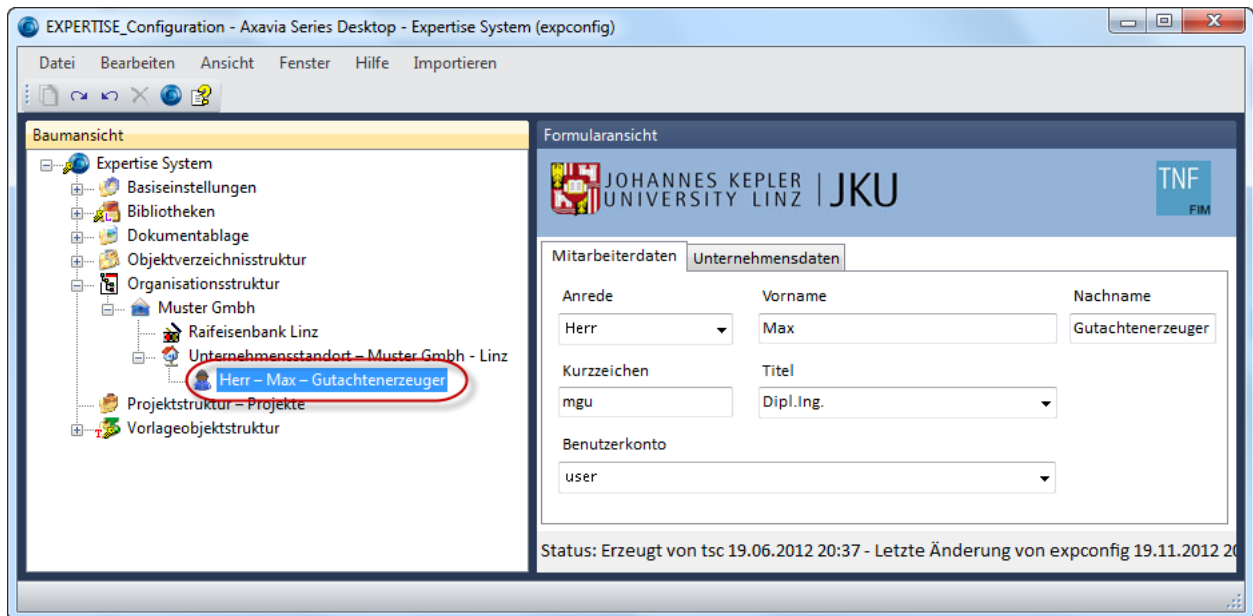 EXPERTISE_Configuration - Axavia Series Desktop - Expertise System (expconfig)
Datei Bearbeiten Ansicht Fenster Hilfe Importieren
Baumansicht
Expertise System
Basiseinstellungen
Bibliotheken
Dokumentablage
Objektverzeichnisstruktur
Organisationsstruktur
Muster Gmbh
Raifeisenbank Linz
Unternehmensstandort – Muster Gmbh - Linz
Herr – Max – Gutachtenerzeuger
Projektstruktur – Projekte
Vorlageobjektstruktur
Formularansicht
JOHANNES KEPLER
UNIVERSITY LINZ | JKU
TNF
FIM
Mitarbeiterdaten Unternehmensdaten
Anrede Vorname Nachname
Herr Max Gutachtenerzeuger
Kurzzeichen Titel
mgu Dipl.Ing.
Benutzerkonto
user
Status: Erzeugt von tsc 19.06.2012 20:37 - Letzte Änderung von expconfig 19.11.2012